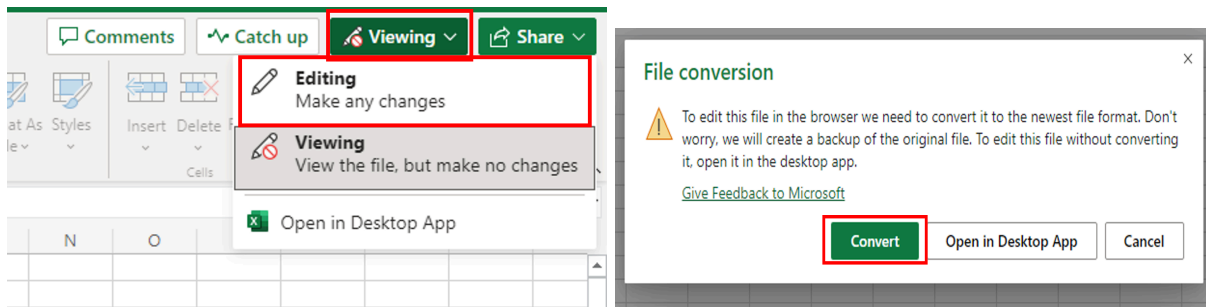 Comments Catch up Viewing Share
Editing
Make any changes
at As Styles Insert Delete
Viewing
View the file, but make no changes
Cells
Open in Desktop App
N O
File conversion
To edit this file in the browser we need to convert it to the newest file format. Don't
worry, we will create a backup of the original file. To edit this file without converting
it, open it in the desktop app.
Give Feedback to Microsoft
Convert Open in Desktop App Cancel